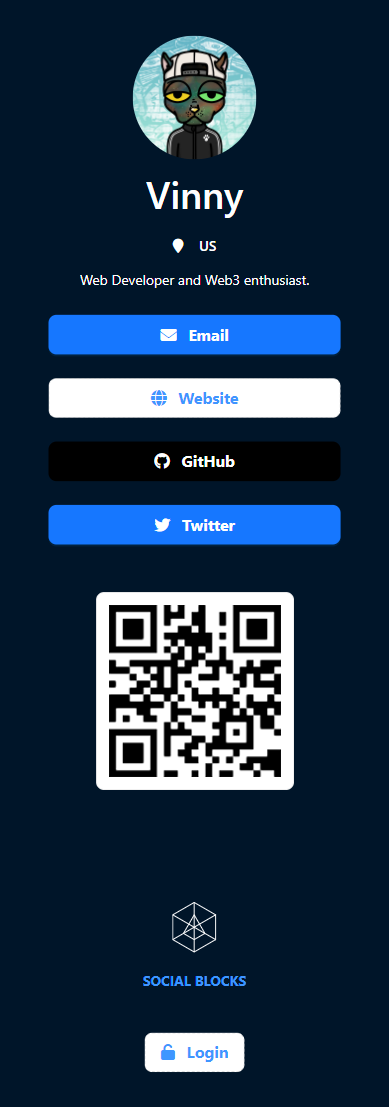 Vinny
US
Web Developer and Web3 enthusiast.
Email
Website
GitHub
Twitter
SOCIAL BLOCKS
Login